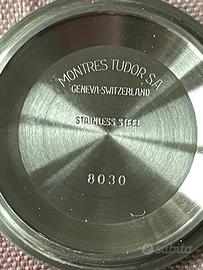 MONTRES TUDOR S.A
GENEVA-SWITZERLAND
STAINLESS STEEL
8030
subito